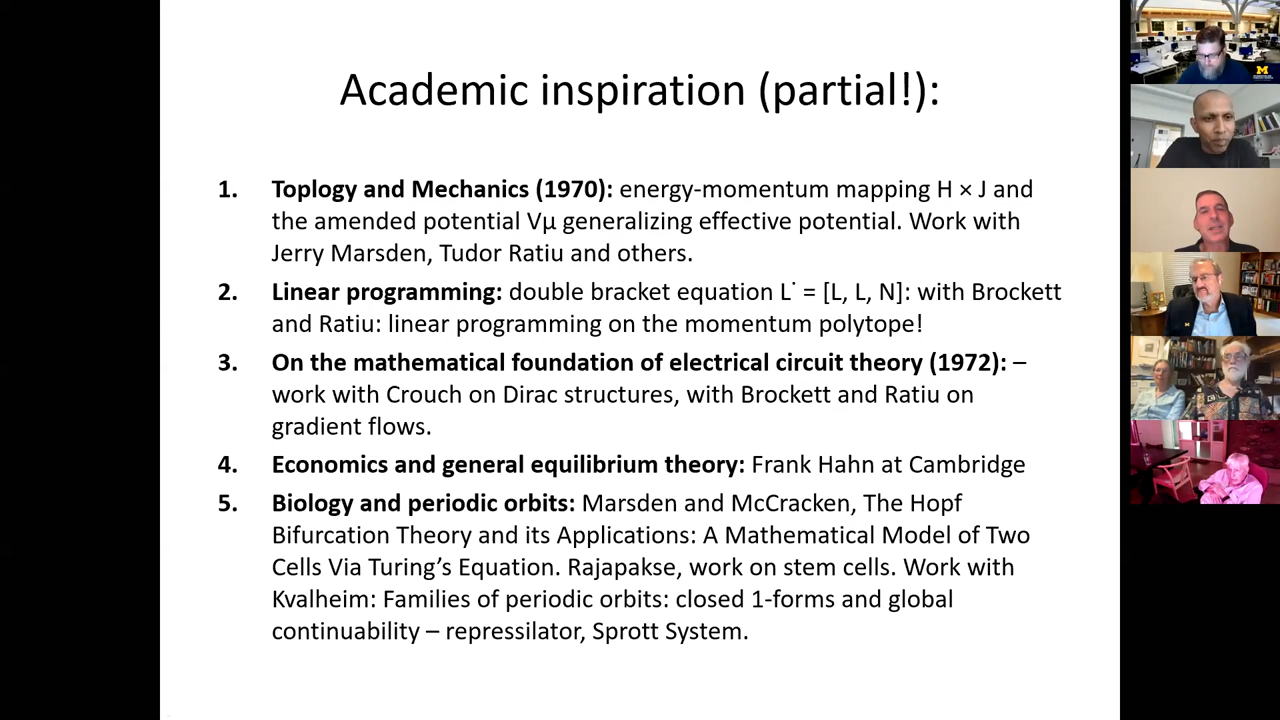 Academic inspiration (partial!):
1. Toplogy and Mechanics (1970): energy-momentum mapping H × J and
the amended potential Vμ generalizing effective potential. Work with
Jerry Marsden, Tudor Ratiu and others.
2. Linear programming: double bracket equation L˙ = [L, L, N]: with Brockett
and Ratiu: linear programming on the momentum polytope!
3. On the mathematical foundation of electrical circuit theory (1972): –
work with Crouch on Dirac structures, with Brockett and Ratiu on
gradient flows.
4. Economics and general equilibrium theory: Frank Hahn at Cambridge
5. Biology and periodic orbits: Marsden and McCracken, The Hopf
Bifurcation Theory and its Applications: A Mathematical Model of Two
Cells Via Turing’s Equation. Rajapakse, work on stem cells. Work with
Kvalheim: Families of periodic orbits: closed 1-forms and global
continuability – repressilator, Sprott System.
M